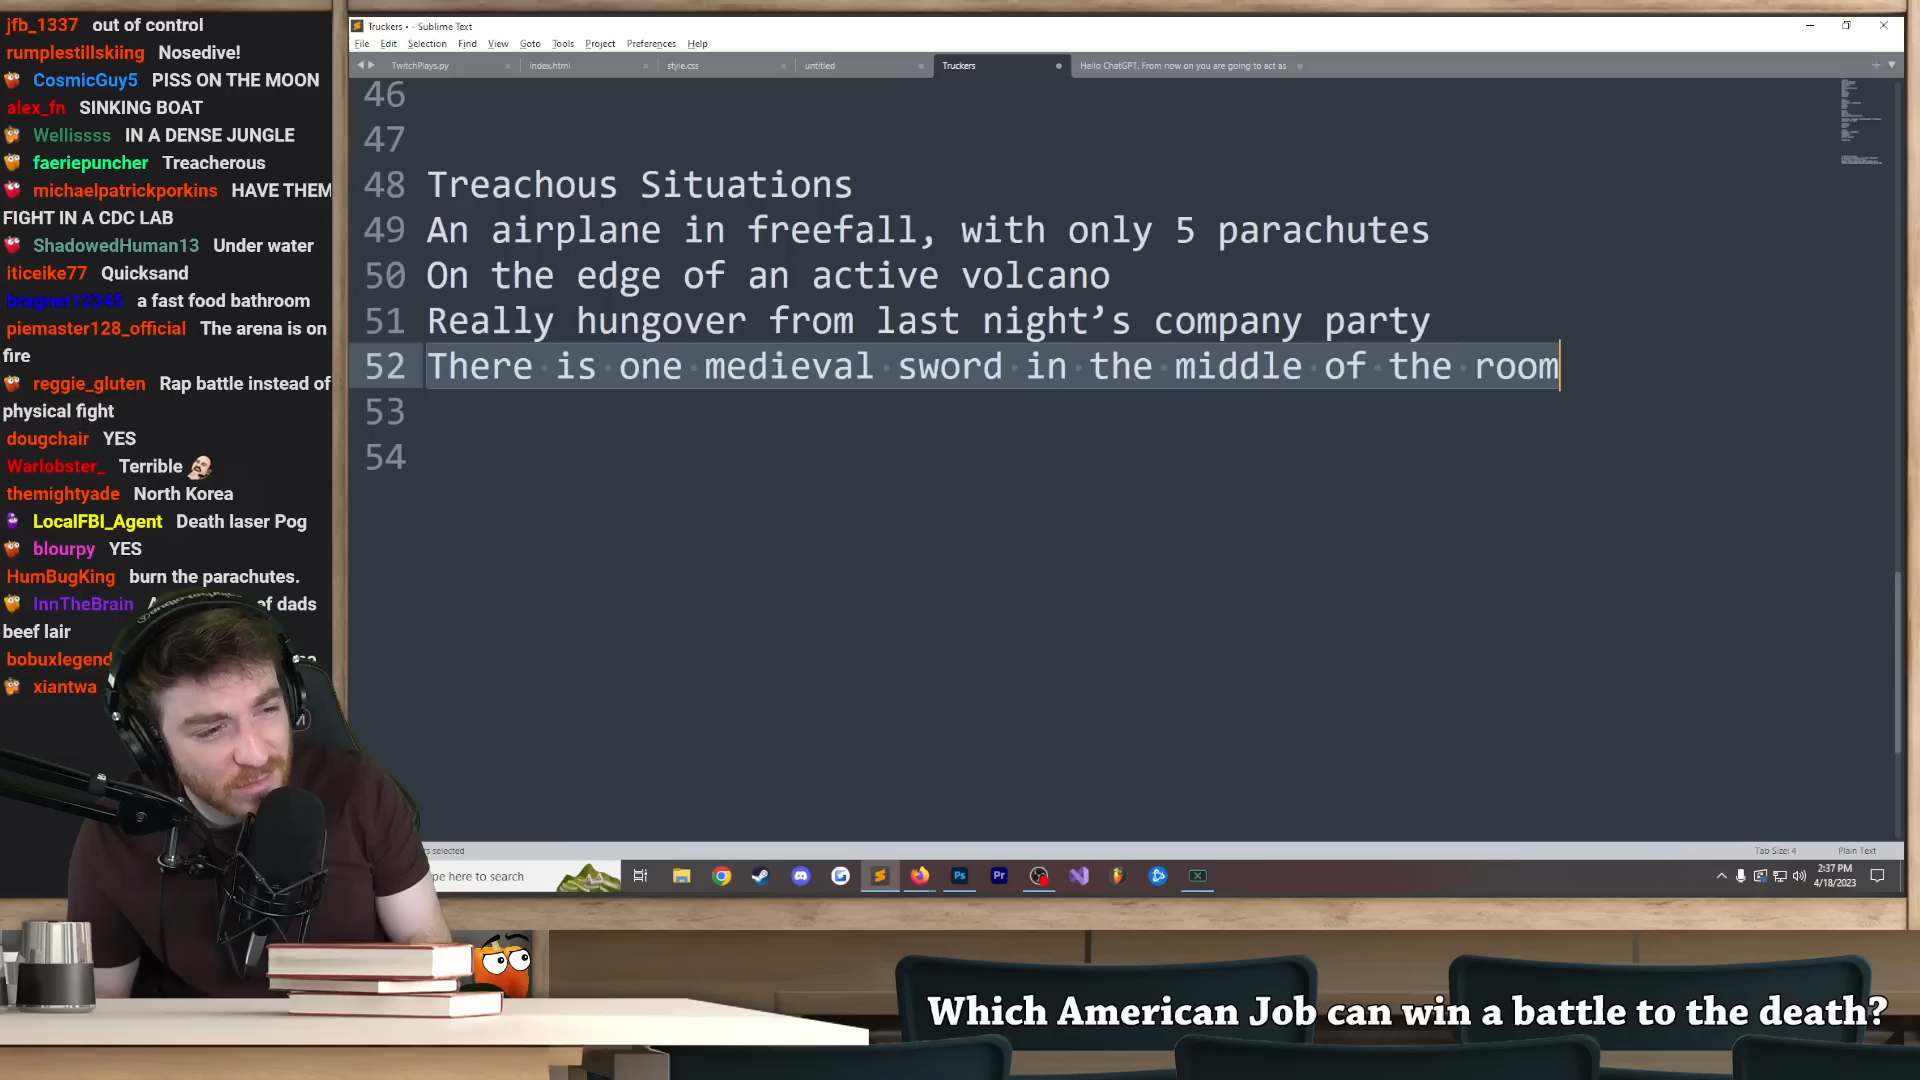 jfb_1337 out of control
rumplestillskiing Nosedive!
CosmicGuy5 PISS ON THE MOON
alex_fn SINKING BOAT
Wellissss IN A DENSE JUNGLE
faeriepuncher Treacherous
michaelpatrickporkins HAVE THEM
FIGHT IN A CDC LAB
ShadowedHuman13 Under water
iticeike77 Quicksand
bragner12345 a fast food bathroom
piemaster128_official The arena is on
fire
reggie_gluten Rap battle instead of
physical fight
dougchair YES
Warlobster_ Terrible
themightyade North Korea
LocalFBI_Agent Death laser Pog
blourpy YES
HumBugKing burn the parachutes.
InnTheBrain of dads
beef lair
bobuxlegend
xiantwa
Truckers • - Sublime Text
File Edit Selection Find View Goto Tools Project Preferences Help
TwitchPlays.py index.html style.css untitled Truckers Hello ChatGPT. From now on you are going to act as
46
47
48 Treachous Situations
49 An airplane in freefall, with only 5 parachutes
50 On the edge of an active volcano
51 Really hungover from last night’s company party
52 There is one medieval sword in the middle of the room
53
54
selected
Tab Size: 4 Plain Text
here to search
Ps Pr
2:37 PM
4/18/2023
Which American Job can win a battle to the death?